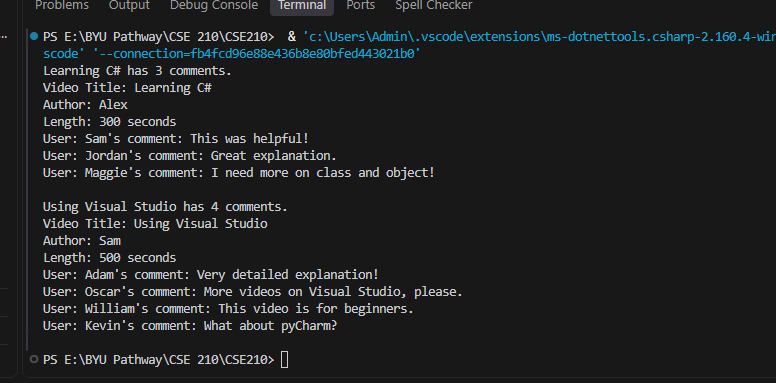 Problems Output Debug Console Terminal Ports Spell Checker
PS E:\BYU Pathway\CSE 210\CSE210> & 'c:\Users\Admin\.vscode\extensions\ms-dotnettools.csharp-2.160.4-win
scode' '--connection=fb4fcd96e88e436b8e80bfed443021b0'
Learning C# has 3 comments.
Video Title: Learning C#
Author: Alex
Length: 300 seconds
User: Sam's comment: This was helpful!
User: Jordan's comment: Great explanation.
User: Maggie's comment: I need more on class and object!

Using Visual Studio has 4 comments.
Video Title: Using Visual Studio
Author: Sam
Length: 500 seconds
User: Adam's comment: Very detailed explanation!
User: Oscar's comment: More videos on Visual Studio, please.
User: William's comment: This video is for beginners.
User: Kevin's comment: What about pyCharm?

PS E:\BYU Pathway\CSE 210\CSE210>